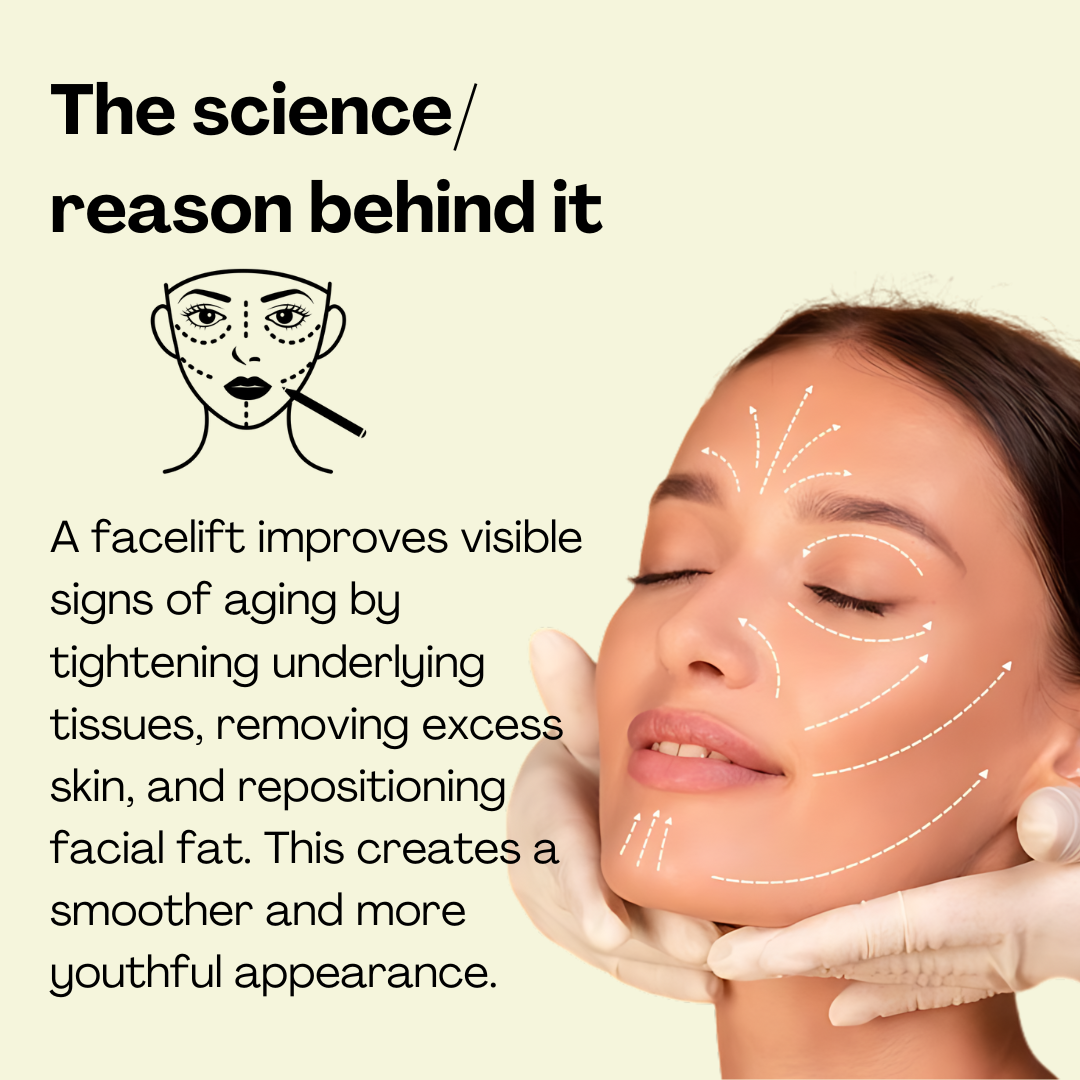 The science/
reason behind it
A facelift improves visible
signs of aging by
tightening underlying
tissues, removing excess
skin, and repositioning
facial fat. This creates a
smoother and more
youthful appearance.